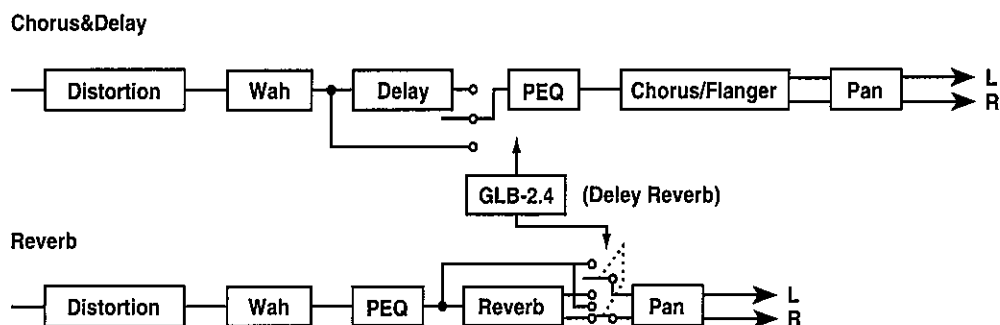 Chorus&Delay
Distortion Wah Delay PEQ Chorus/Flanger Pan L
R
GLB-2.4 (Deley Reverb)
Reverb
Distortion Wah PEQ Reverb Pan L
R